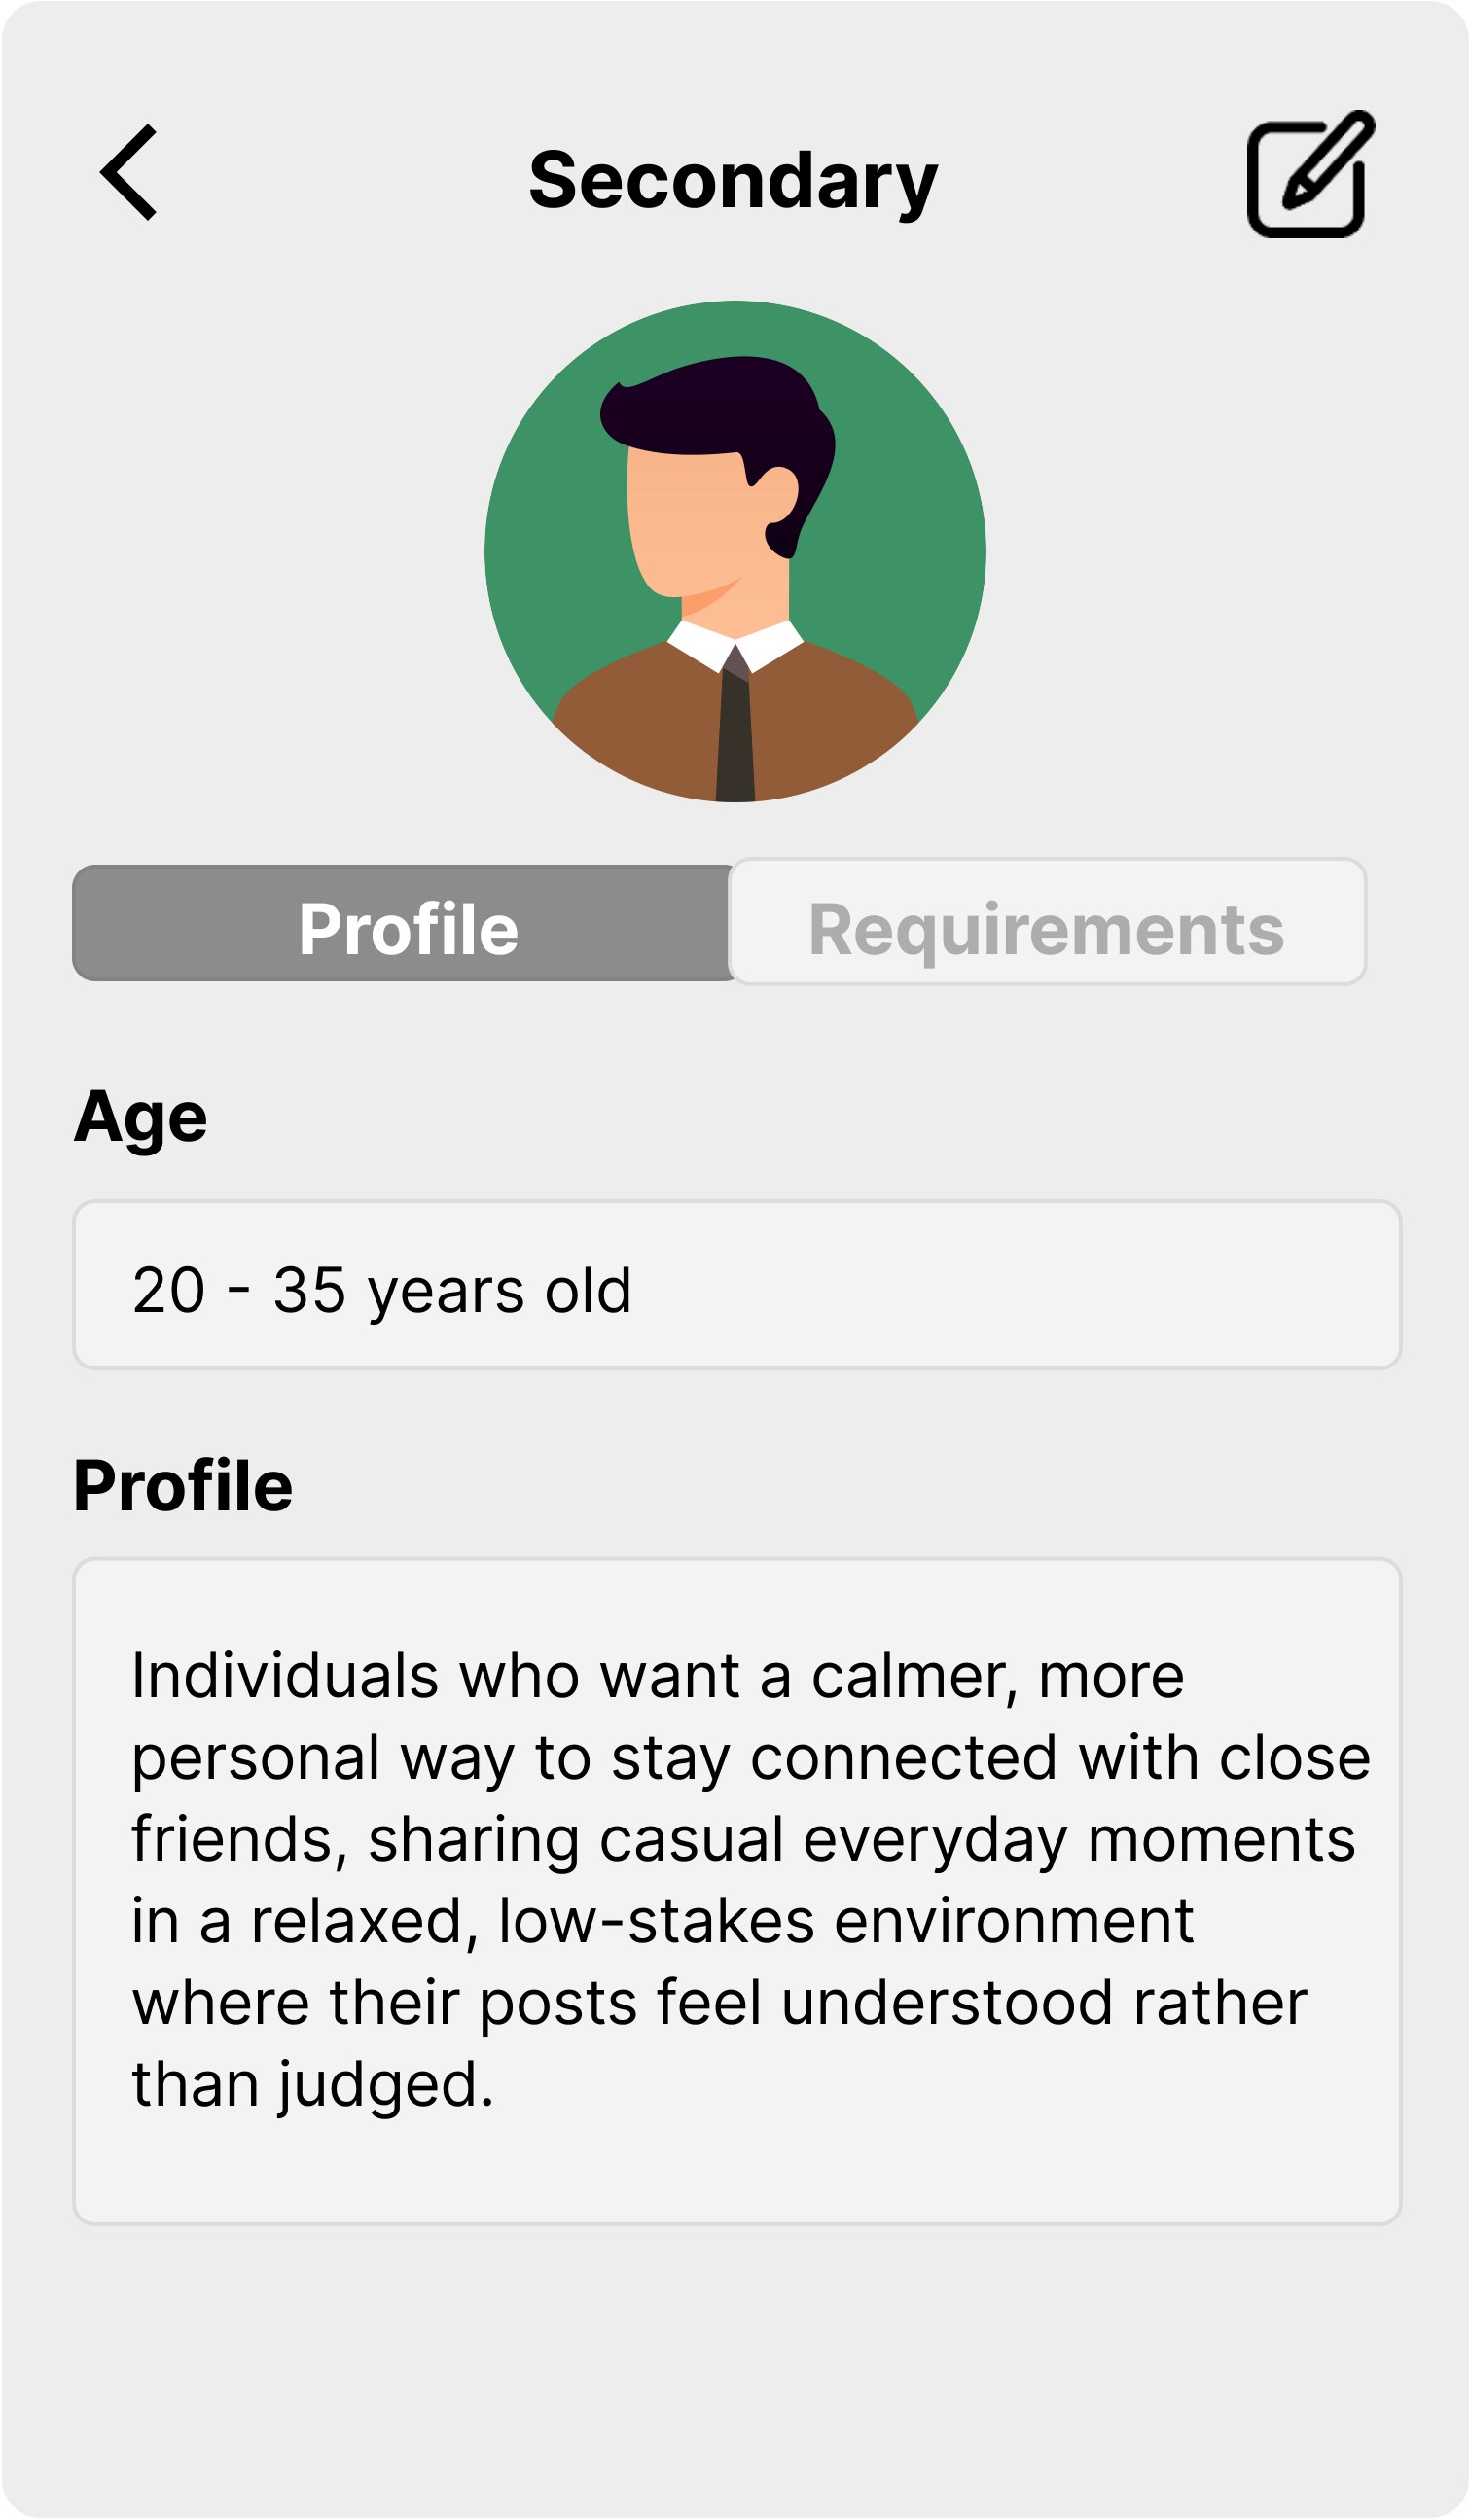 Secondary
Profile
Requirements
Age
20 - 35 years old
Profile
Individuals who want a calmer, more
personal way to stay connected with close
friends, sharing casual everyday moments
in a relaxed, low-stakes environment
where their posts feel understood rather
than judged.